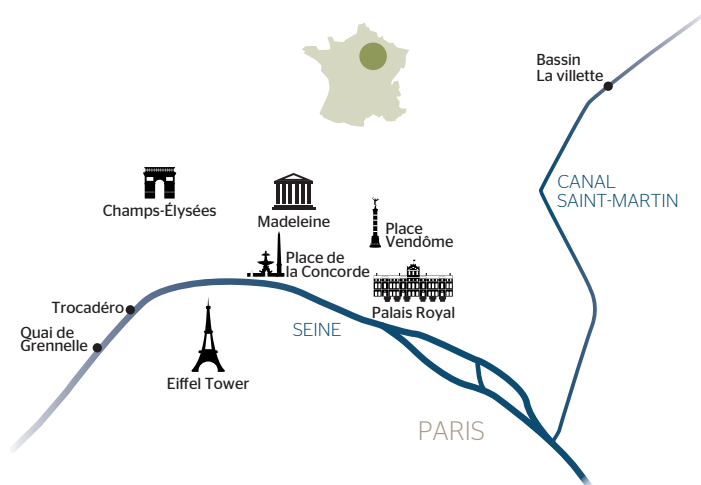 Bassin
La villette
CANAL
SAINT-MARTIN
Champs-Élysées
Madeleine
Place
Vendôme
Place de
la Concorde
Palais Royal
Trocadéro
Quai de
Grennelle
SEINE
Eiffel Tower
PARIS